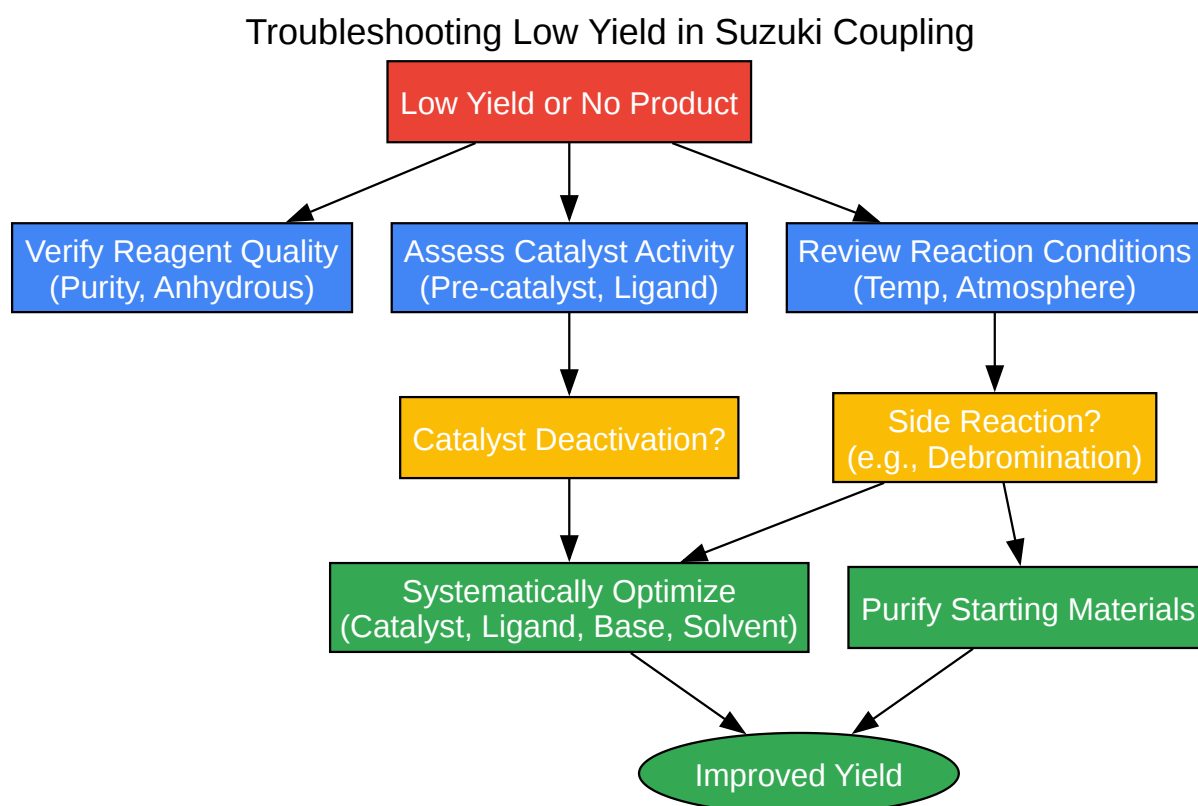 Troubleshooting Low Yield in Suzuki Coupling
Low Yield or No Product
Verify Reagent Quality
(Purity, Anhydrous)
Assess Catalyst Activity
(Pre-catalyst, Ligand)
Review Reaction Conditions
(Temp, Atmosphere)
Catalyst Deactivation?
Side Reaction?
(e.g., Debromination)
Systematically Optimize
(Catalyst, Ligand, Base, Solvent)
Purify Starting Materials
Improved Yield